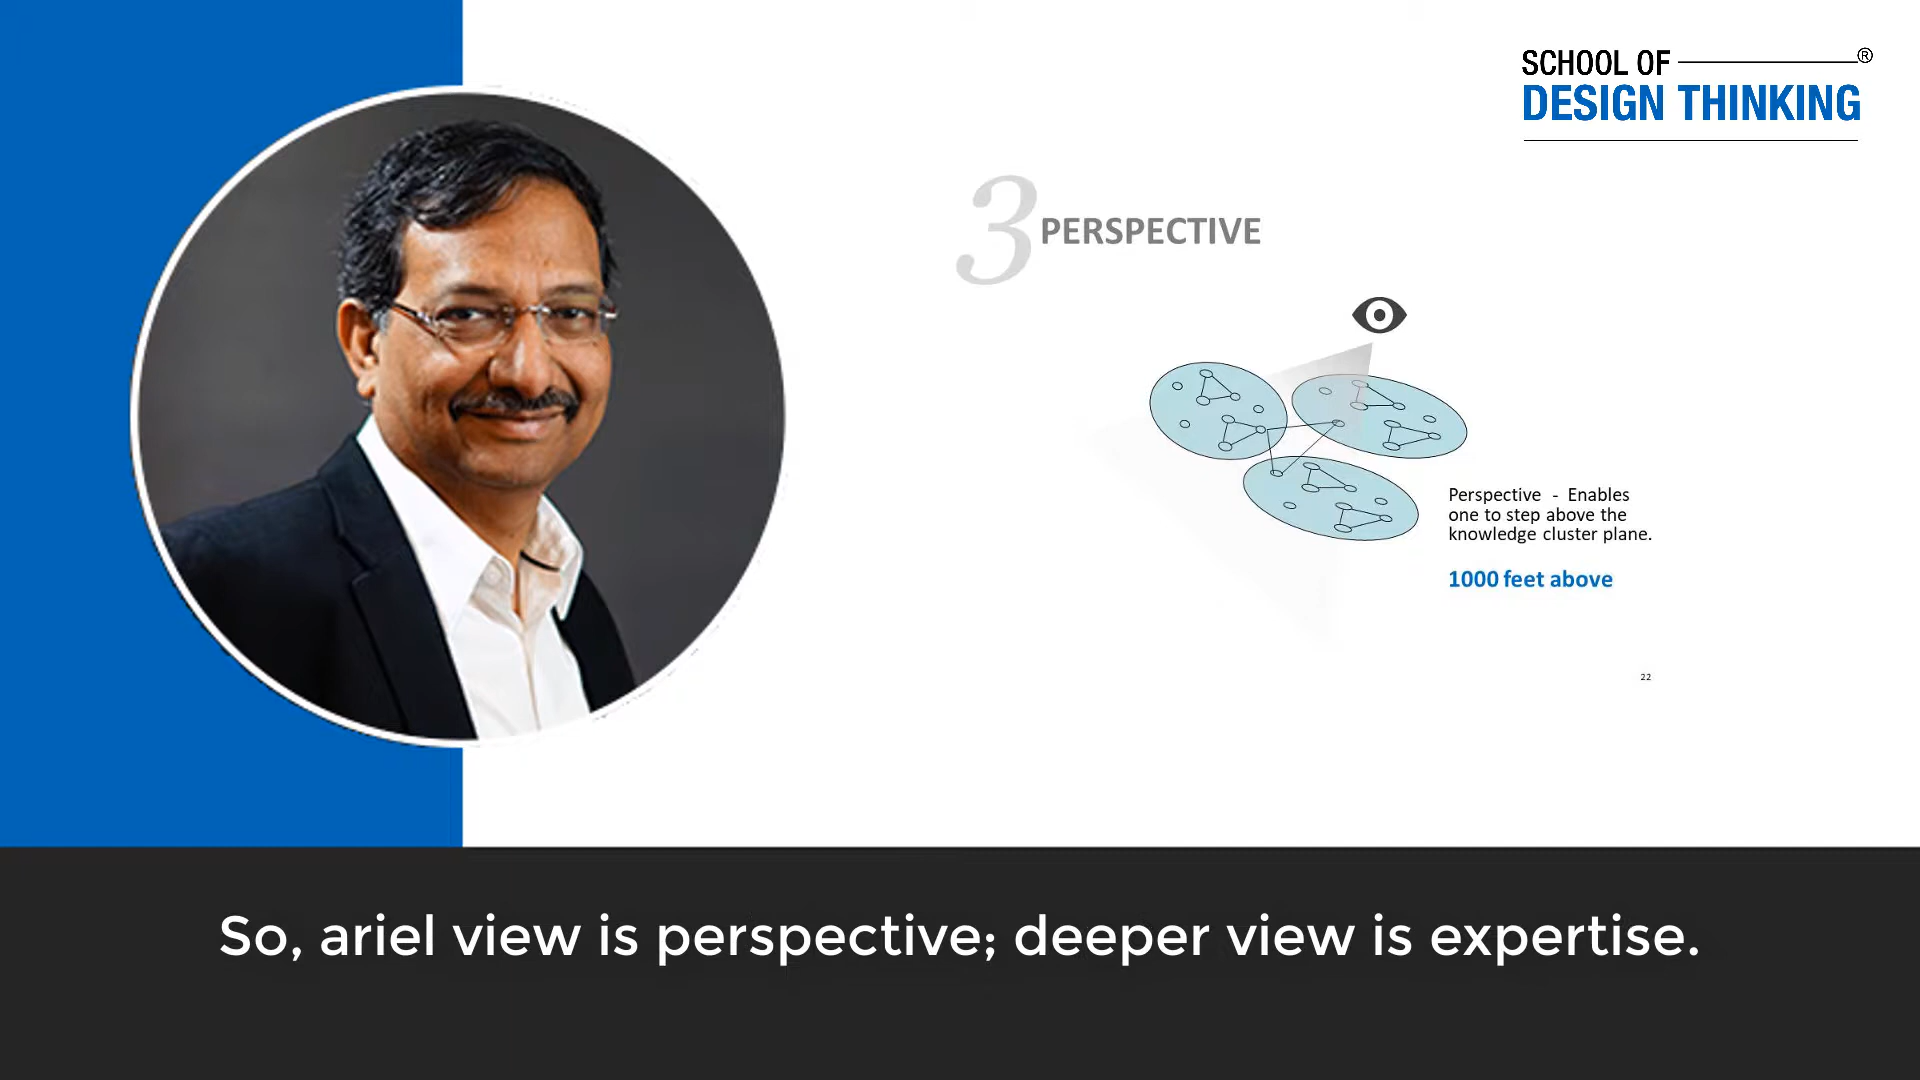 SCHOOL OF ®
DESIGN THINKING
3 PERSPECTIVE
Perspective - Enables
one to step above the
knowledge cluster plane.
1000 feet above
22
So, ariel view is perspective; deeper view is expertise.